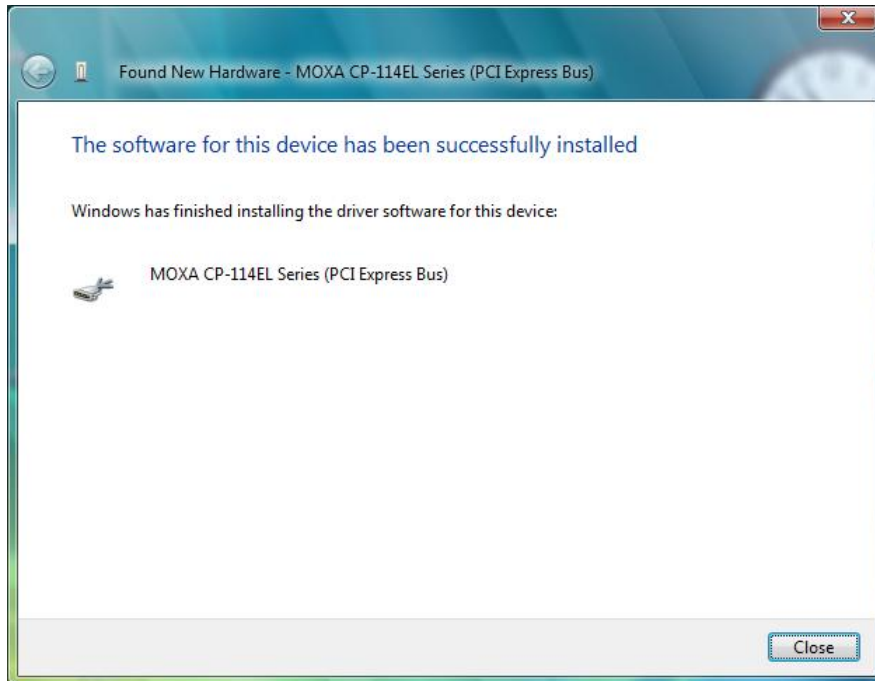 Found New Hardware - MOXA CP-114EL Series (PCI Express Bus)
The software for this device has been successfully installed
Windows has finished installing the driver software for this device:
MOXA CP-114EL Series (PCI Express Bus)
Close